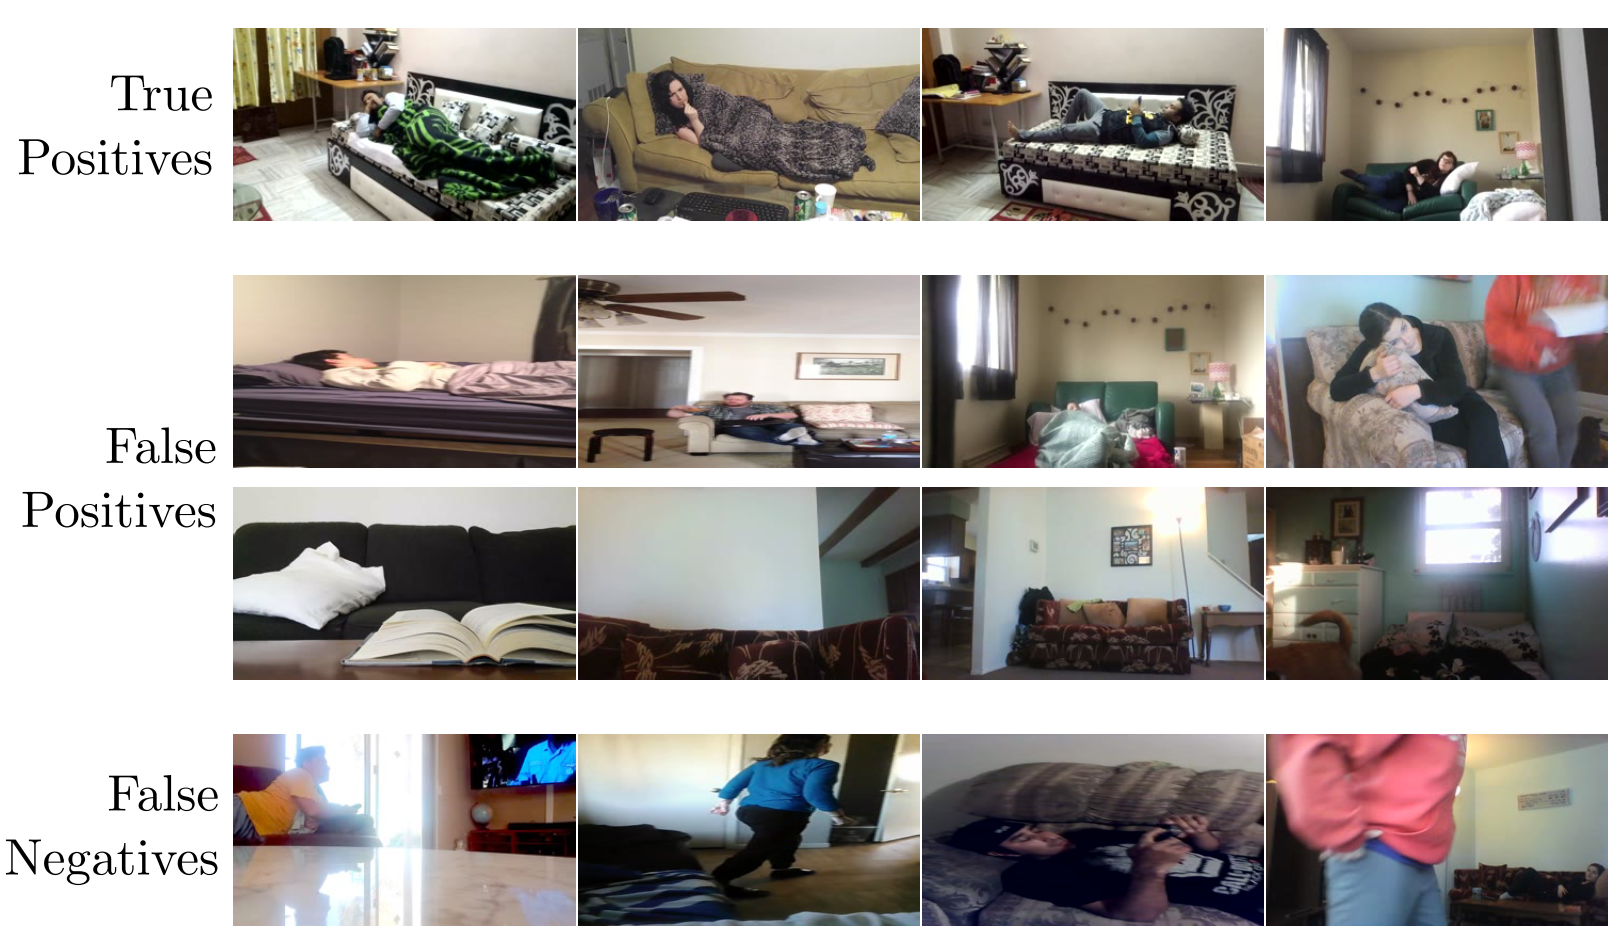 True
Positives
False
Positives
False
Negatives